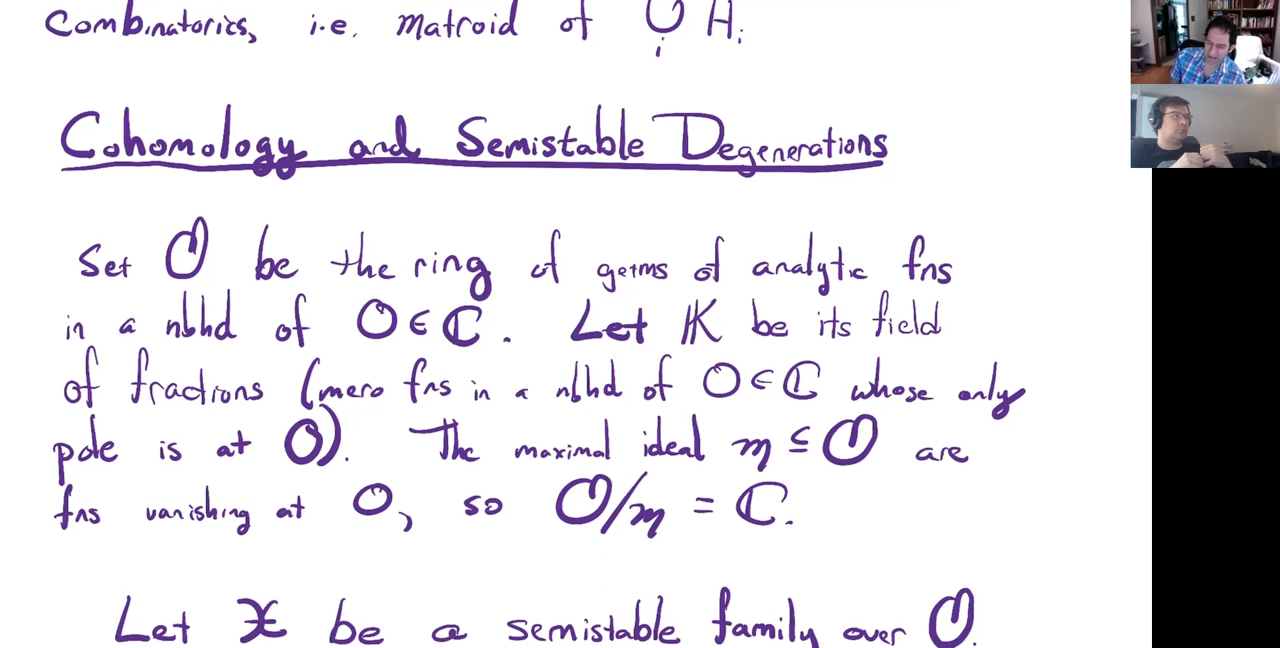 Combinatorics, i.e. Matroid of ∪ᵢ Hᵢ
Cohomology and Semistable Degenerations
Set O be the ring of germs of analytic fns
in a nbhd of 0 ∈ ℂ. Let 𝕂 be its field
of fractions (mero fns in a nbhd of 0 ∈ ℂ whose only
pole is at 0). The maximal ideal m ⊆ O are
fns vanishing at 0, so O/m = ℂ.
Let X be a semistable family over O.